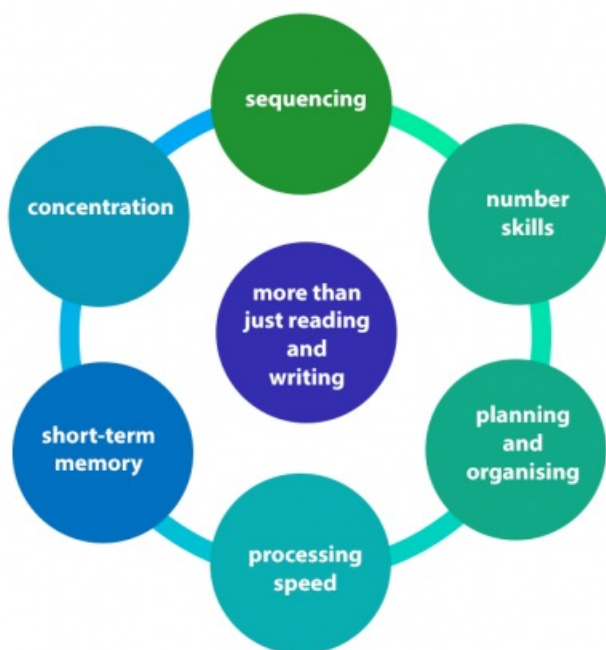 sequencing
number
skills
planning
and
organising
processing
speed
short-term
memory
concentration
more than
just reading
and
writing